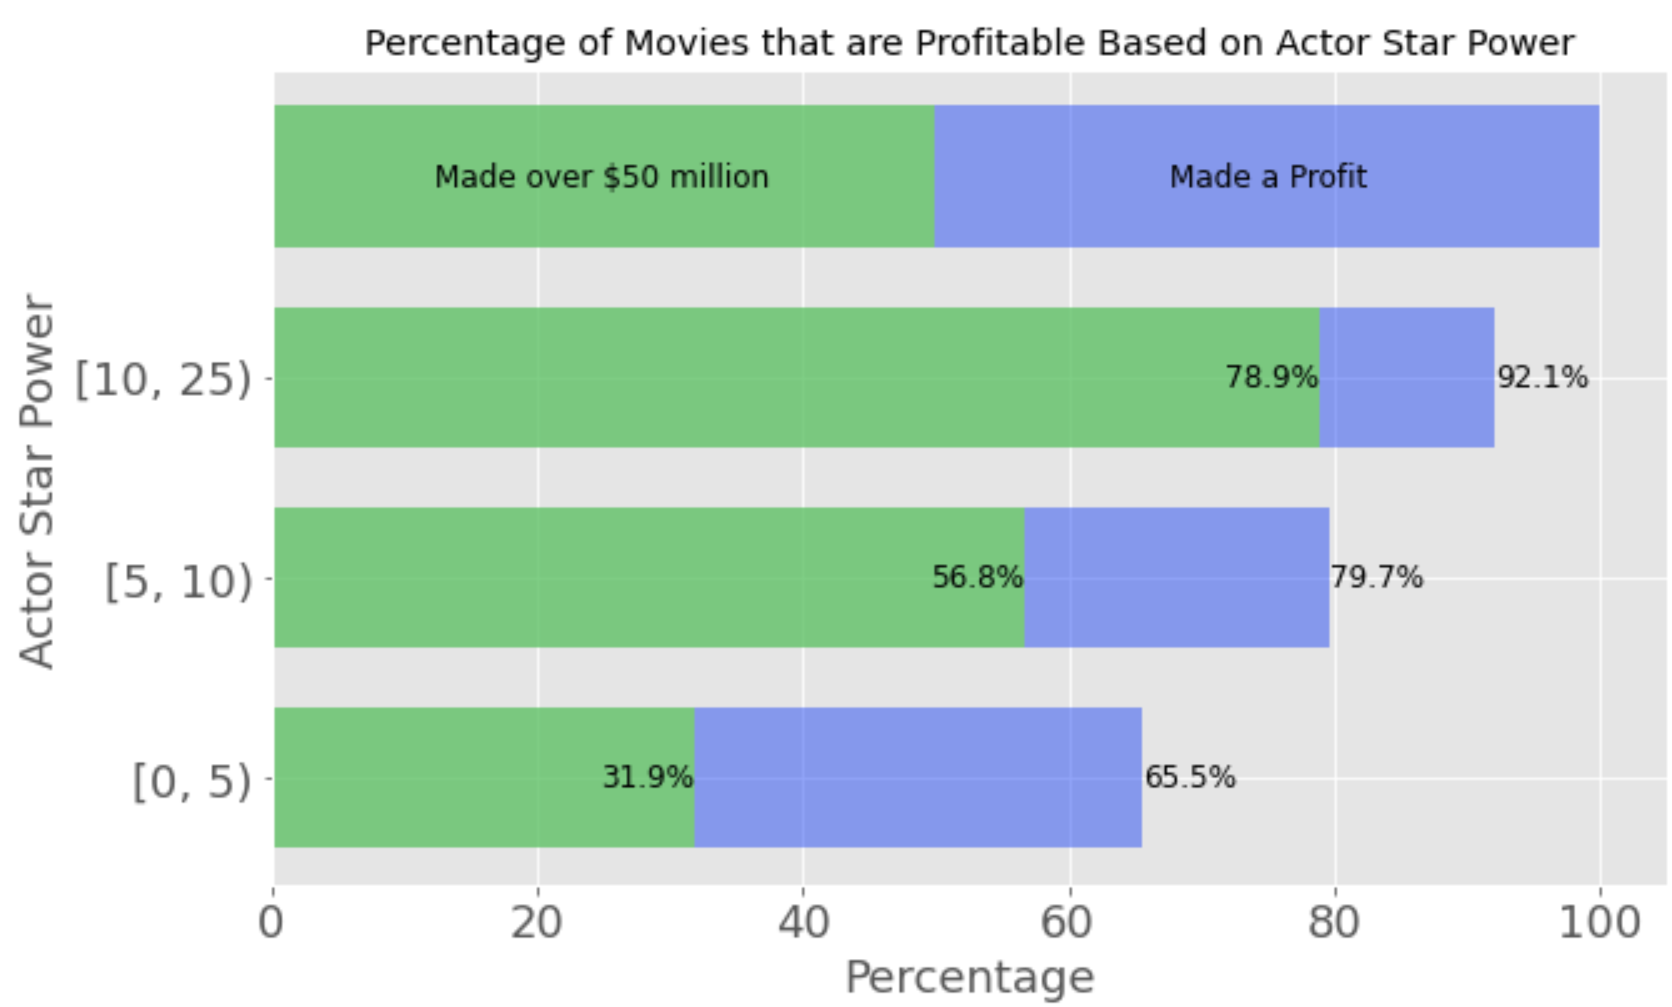 Percentage of Movies that are Profitable Based on Actor Star Power
Made over $50 million
Made a Profit
Actor Star Power
[10, 25)
78.9%
92.1%
[5, 10)
56.8%
79.7%
[0, 5)
31.9%
65.5%
0 20 40 60 80 100
Percentage